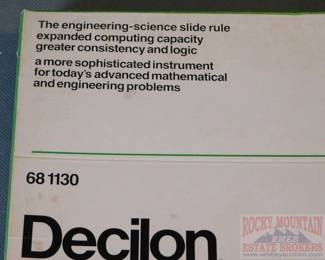 The engineering-science slide rule
expanded computing capacity
greater consistency and logic
a more sophisticated instrument
for today's advanced mathematical
and engineering problems
68 1130
Decilon
ROCKY MOUNTAIN
RMEB
ESTATE BROKERS